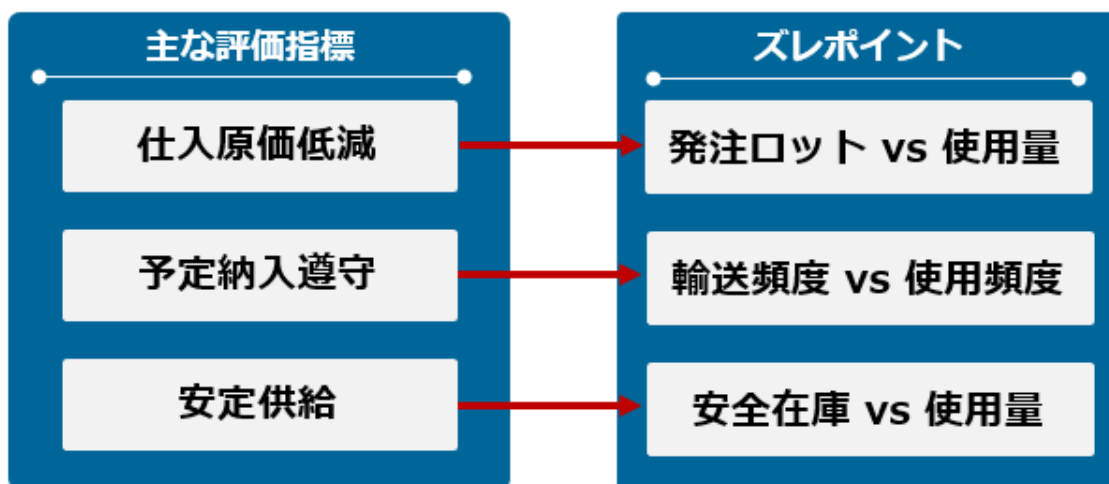 主な評価指標
ズレポイント
仕入原価低減
発注ロット vs 使用量
予定納入遵守
輸送頻度 vs 使用頻度
安定供給
安全在庫 vs 使用量